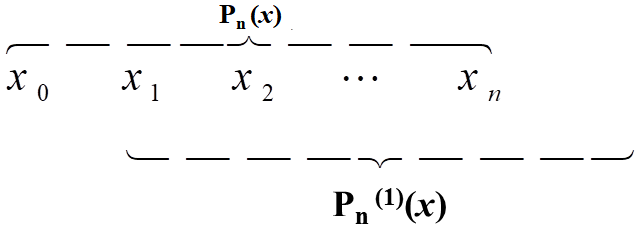 Pₙ(x)
x₀ x₁ x₂ ⋯ xₙ
Pₙ⁽¹⁾(x)